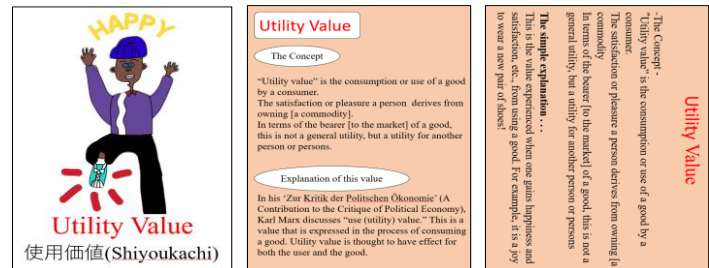 HAPPY
Utility Value
使用価値(Shiyoukachi)
Utility Value
The Concept
“Utility value” is the consumption or use of a good
by a consumer.
The satisfaction or pleasure a person derives from
owning [a commodity].
In terms of the bearer [to the market] of a good,
this is not a general utility, but a utility for another
person or persons.
Explanation of this value
In his ‘Zur Kritik der Politschen Ökonomie’ (A
Contribution to the Critique of Political Economy),
Karl Marx discusses “use (utility) value.” This is a
value that is expressed in the process of consuming
a good. Utility value is thought to have effect for
both the user and the good.
Utility Value
-The Concept -
"Utility value" is the consumption or use of a good by a
consumer.
The satisfaction or pleasure a person derives from owning [a
commodity
In terms of the bearer [to the market] of a good, this is not a
general utility, but a utility for another person or persons
The simple explanation . . .
This is the value experienced when one gains happiness and
satisfaction, etc., from using a good. For example, it is a joy
to wear a new pair of shoes!